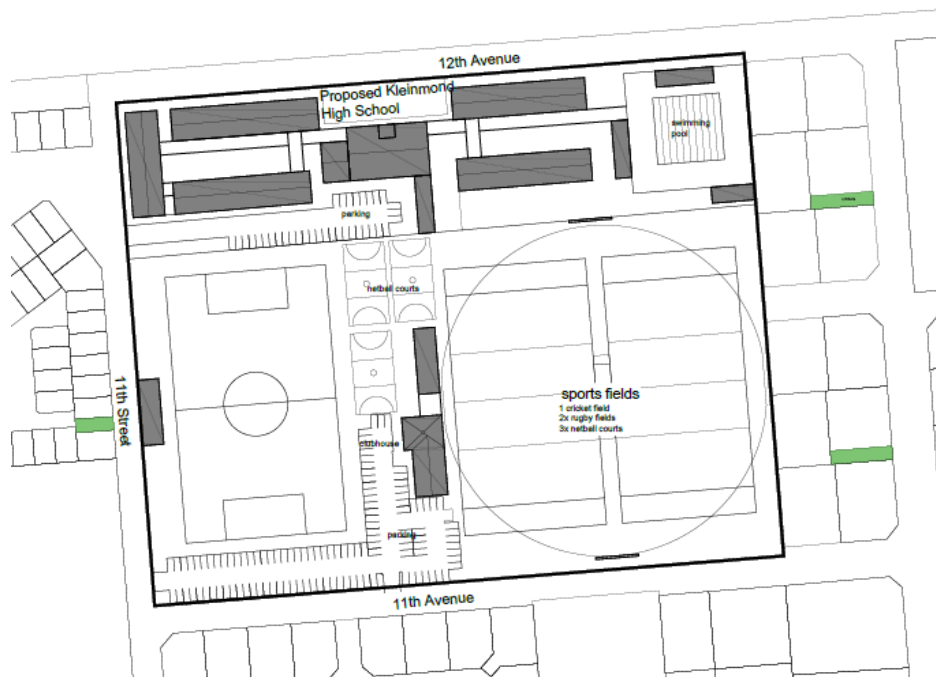 12th Avenue
Proposed Kleinmond
High School
swimming
pool
parking
netball courts
11th Street
sports fields
1 cricket field
2x rugby fields
3x netball courts
clubhouse
parking
11th Avenue